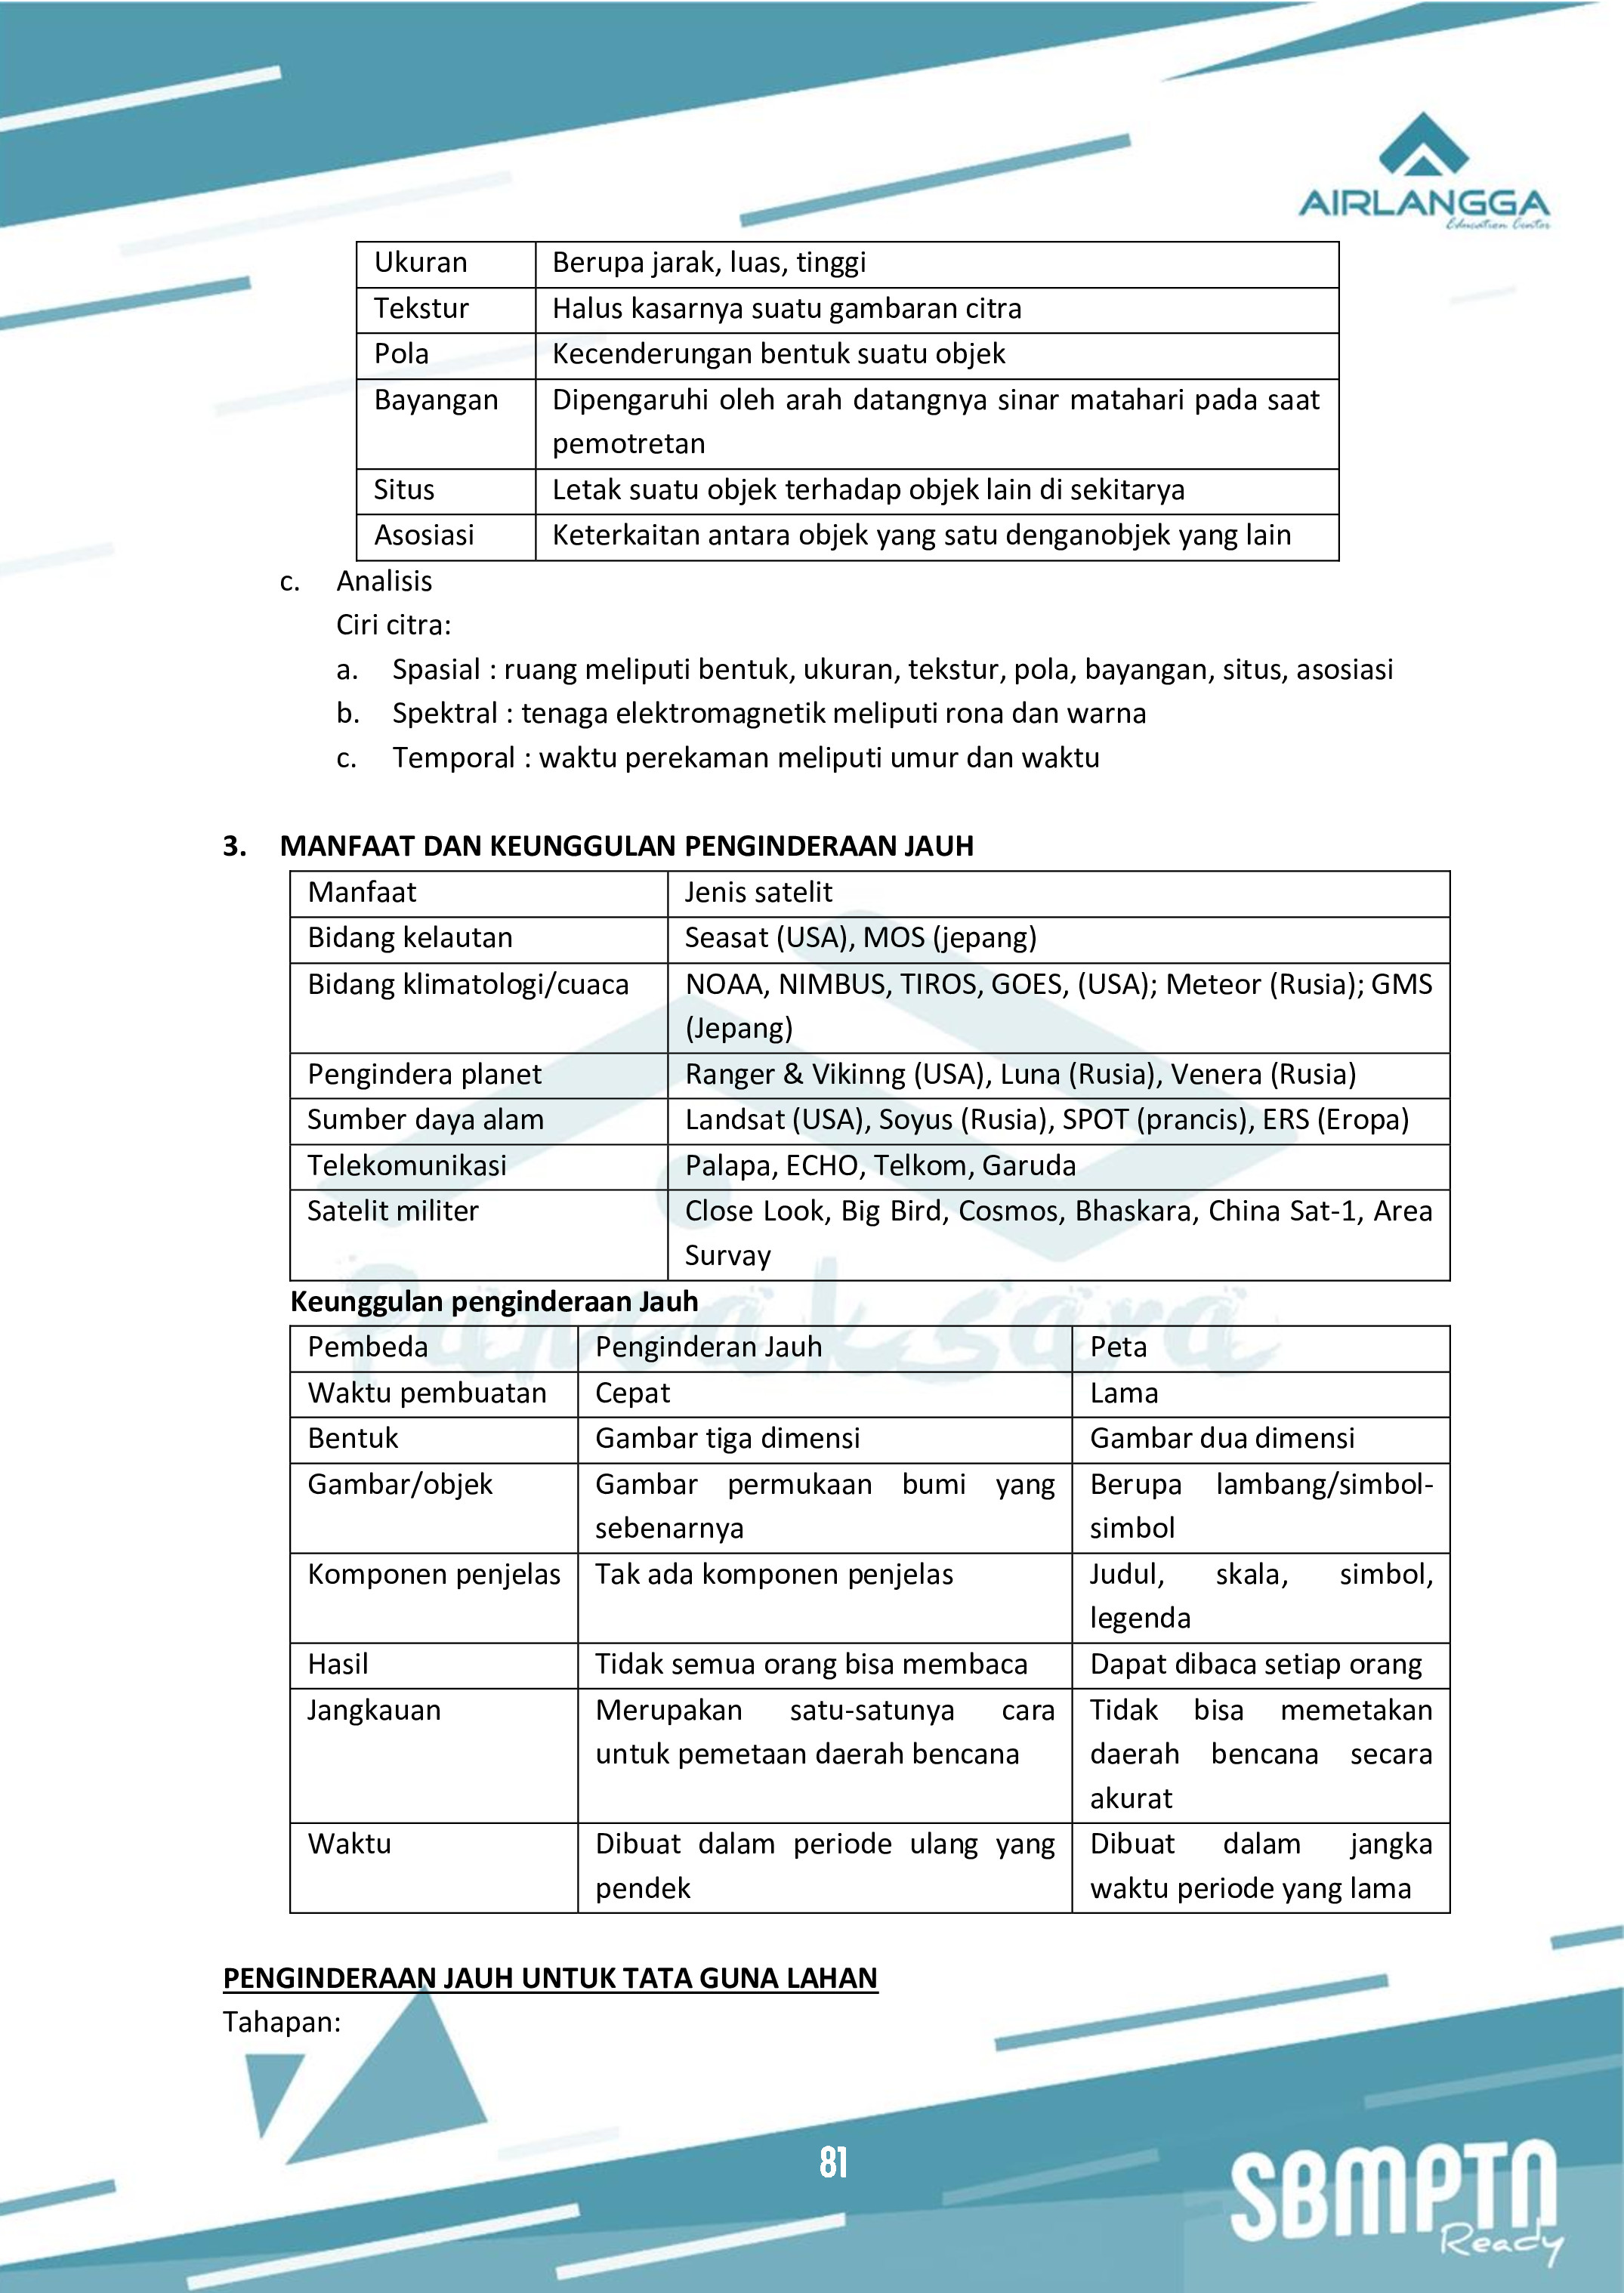 AIRLANGGA
Education Center
Ukuran Berupa jarak, luas, tinggi
Tekstur Halus kasarnya suatu gambaran citra
Pola Kecenderungan bentuk suatu objek
Bayangan Dipengaruhi oleh arah datangnya sinar matahari pada saat
pemotretan
Situs Letak suatu objek terhadap objek lain di sekitarya
Asosiasi Keterkaitan antara objek yang satu denganobjek yang lain
c. Analisis
Ciri citra:
a. Spasial : ruang meliputi bentuk, ukuran, tekstur, pola, bayangan, situs, asosiasi
b. Spektral : tenaga elektromagnetik meliputi rona dan warna
c. Temporal : waktu perekaman meliputi umur dan waktu
3. MANFAAT DAN KEUNGGULAN PENGINDERAAN JAUH
Manfaat Jenis satelit
Bidang kelautan Seasat (USA), MOS (jepang)
Bidang klimatologi/cuaca NOAA, NIMBUS, TIROS, GOES, (USA); Meteor (Rusia); GMS
(Jepang)
Pengindera planet Ranger & Vikinng (USA), Luna (Rusia), Venera (Rusia)
Sumber daya alam Landsat (USA), Soyus (Rusia), SPOT (prancis), ERS (Eropa)
Telekomunikasi Palapa, ECHO, Telkom, Garuda
Satelit militer Close Look, Big Bird, Cosmos, Bhaskara, China Sat-1, Area
Survay
Pancaksara
Keunggulan penginderaan Jauh
Pembeda Penginderan Jauh Peta
Waktu pembuatan Cepat Lama
Bentuk Gambar tiga dimensi Gambar dua dimensi
Gambar/objek Gambar permukaan bumi yang Berupa lambang/simbol-
sebenarnya simbol
Komponen penjelas Tak ada komponen penjelas Judul, skala, simbol,
legenda
Hasil Tidak semua orang bisa membaca Dapat dibaca setiap orang
Jangkauan Merupakan satu-satunya cara Tidak bisa memetakan
untuk pemetaan daerah bencana daerah bencana secara
akurat
Waktu Dibuat dalam periode ulang yang Dibuat dalam jangka
pendek waktu periode yang lama
PENGINDERAAN JAUH UNTUK TATA GUNA LAHAN
Tahapan:
81
SBMPTN
Ready